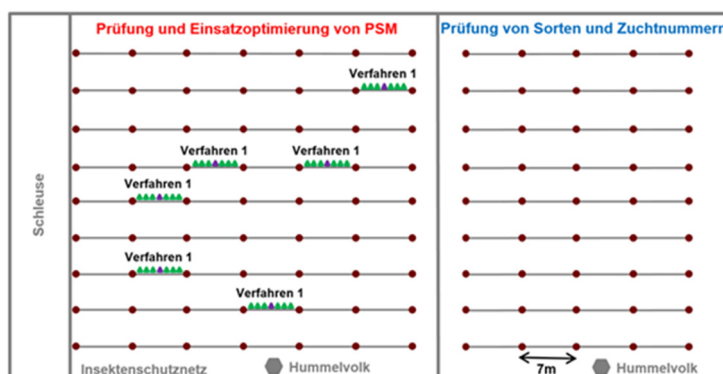 Prüfung und Einsatzoptimierung von PSM
Prüfung von Sorten und Zuchtnummern
Verfahren 1
Verfahren 1
Verfahren 1
Verfahren 1
Verfahren 1
Verfahren 1
Schleuse
Insektenschutznetz
Hummelvolk
7m
Hummelvolk